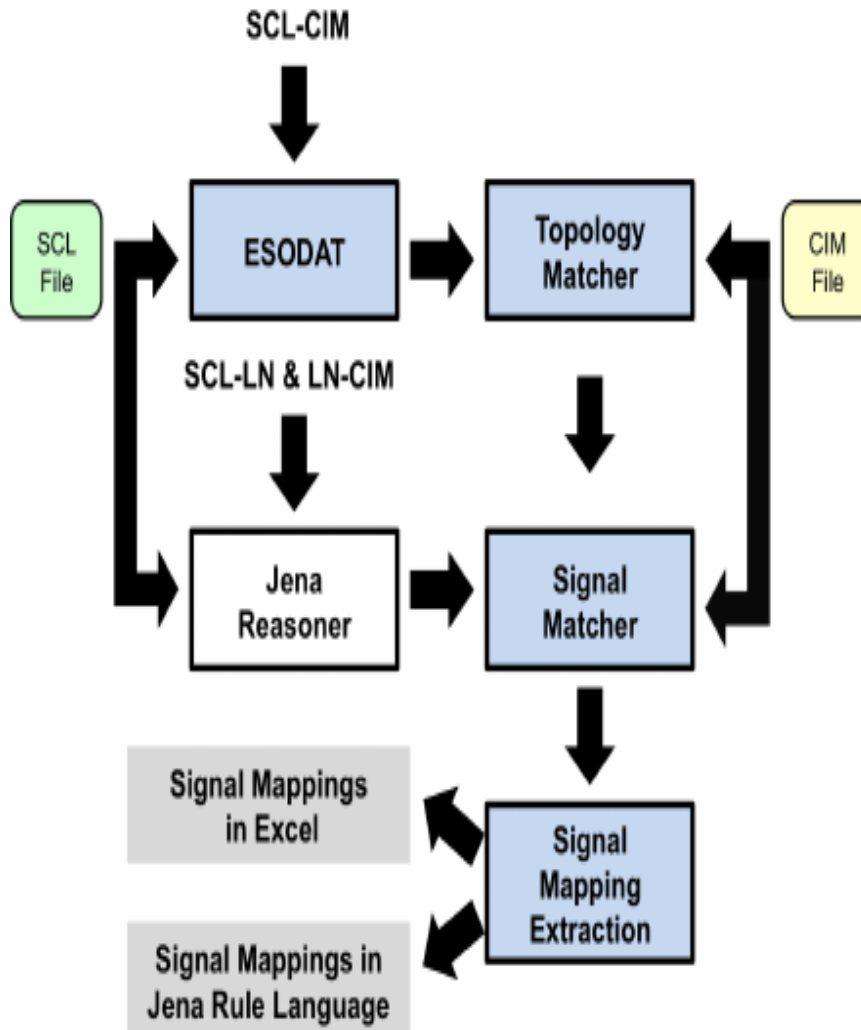 SCL-CIM
SCL
File
ESODAT
Topology
Matcher
CIM
File
SCL-LN & LN-CIM
Jena
Reasoner
Signal
Matcher
Signal Mappings
in Excel
Signal
Mapping
Extraction
Signal Mappings in
Jena Rule Language